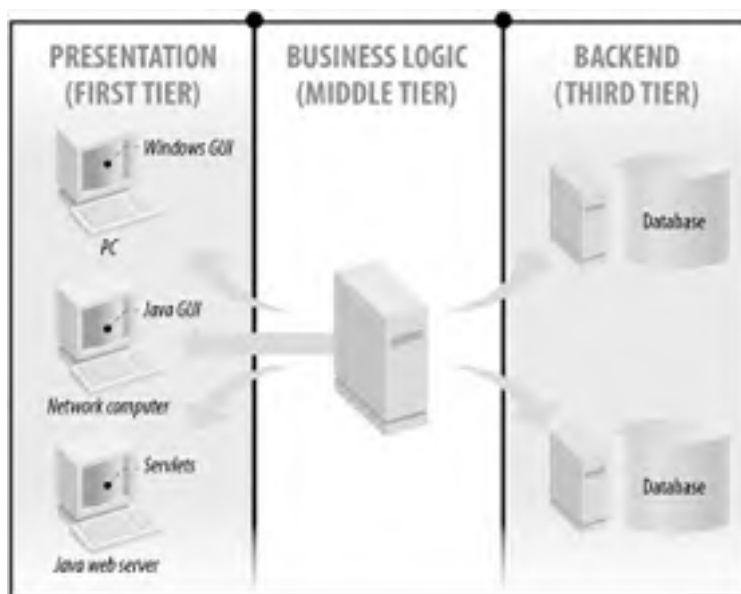 PRESENTATION
(FIRST TIER)
Windows GUI
PC
Java GUI
Network computer
Servlets
Java web server
BUSINESS LOGIC
(MIDDLE TIER)
BACKEND
(THIRD TIER)
Database
Database